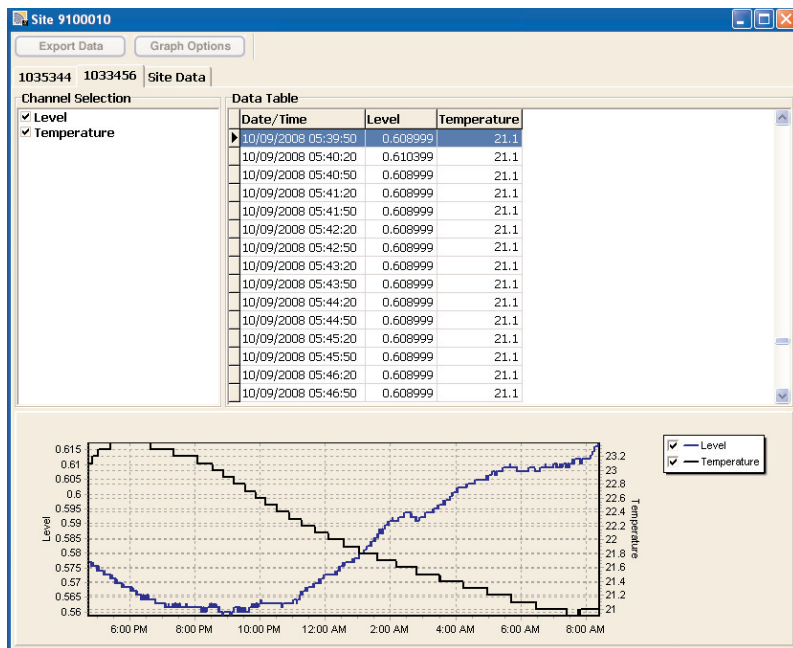 Site 9100010
Export Data Graph Options
1035344 1033456 Site Data
Channel Selection
Level
Temperature
Data Table
Date/Time Level Temperature
10/09/2008 05:39:50 0.608999 21.1
10/09/2008 05:40:20 0.610399 21.1
10/09/2008 05:40:50 0.608999 21.1
10/09/2008 05:41:20 0.608999 21.1
10/09/2008 05:41:50 0.608999 21.1
10/09/2008 05:42:20 0.608999 21.1
10/09/2008 05:42:50 0.608999 21.1
10/09/2008 05:43:20 0.608999 21.1
10/09/2008 05:43:50 0.608999 21.1
10/09/2008 05:44:20 0.608999 21.1
10/09/2008 05:44:50 0.608999 21.1
10/09/2008 05:45:20 0.608999 21.1
10/09/2008 05:45:50 0.608999 21.1
10/09/2008 05:46:20 0.608999 21.1
10/09/2008 05:46:50 0.608999 21.1
Level
0.615
0.61
0.605
0.6
0.595
0.59
0.585
0.58
0.575
0.57
0.565
0.56
6:00 PM 8:00 PM 10:00 PM 12:00 AM 2:00 AM 4:00 AM 6:00 AM 8:00 AM
23.2
23
22.8
22.6
22.4
22.2
22
21.8
21.6
21.4
21.2
21
Temperature
Level
Temperature